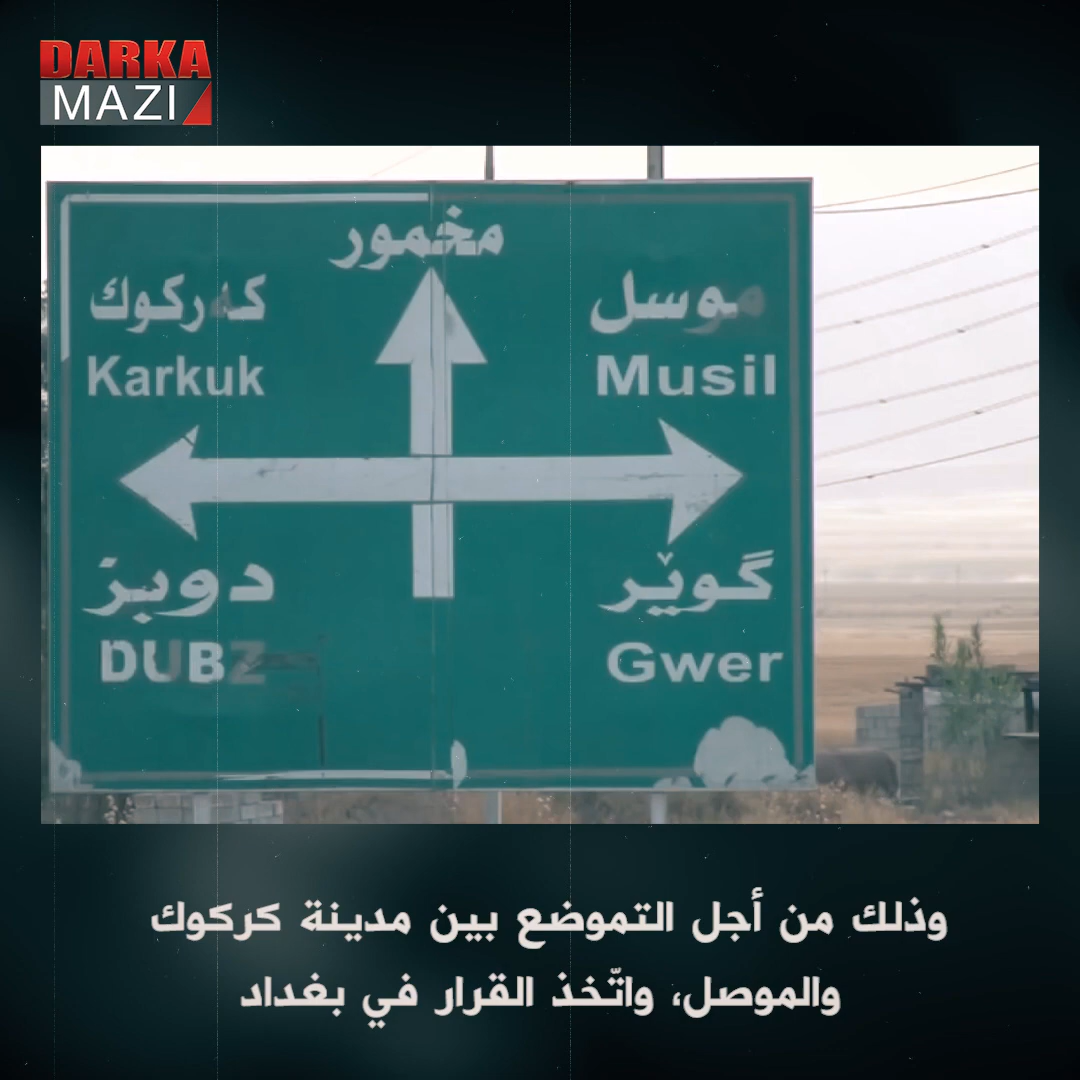 DARKA
MAZI
مخمور
موسل
Musil
كەركوك
Karkuk
گوێر
Gwer
دوبز
DUBZ
وذلك من أجل التموضع بين مدينة كركوك
والموصل، واتّخذ القرار في بغداد